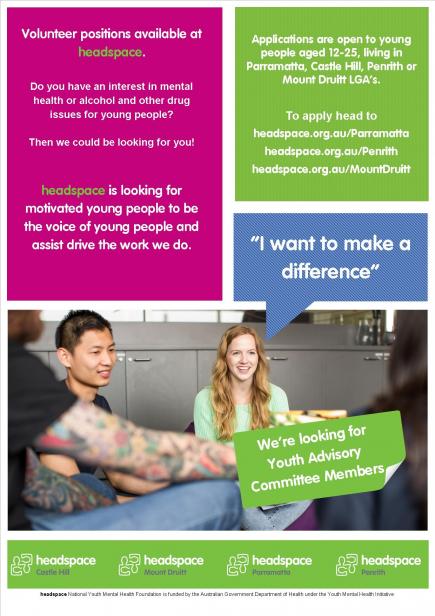 Volunteer positions available at
headspace.
Do you have an interest in mental
health or alcohol and other drug
issues for young people?
Then we could be looking for you!
headspace is looking for
motivated young people to be
the voice of young people and
assist drive the work we do.
Applications are open to young
people aged 12-25, living in
Parramatta, Castle Hill, Penrith or
Mount Druitt LGA's.
To apply head to
headspace.org.au/Parramatta
headspace.org.au/Penrith
headspace.org.au/MountDruitt
"I want to make a
difference"
We're looking for
Youth Advisory
Committee Members
headspace
Castle Hill
headspace
Mount Druitt
headspace
Parramatta
headspace
Penrith
headspace National Youth Mental Health Foundation is funded by the Australian Government Department of Health under the Youth Mental Health Initiative